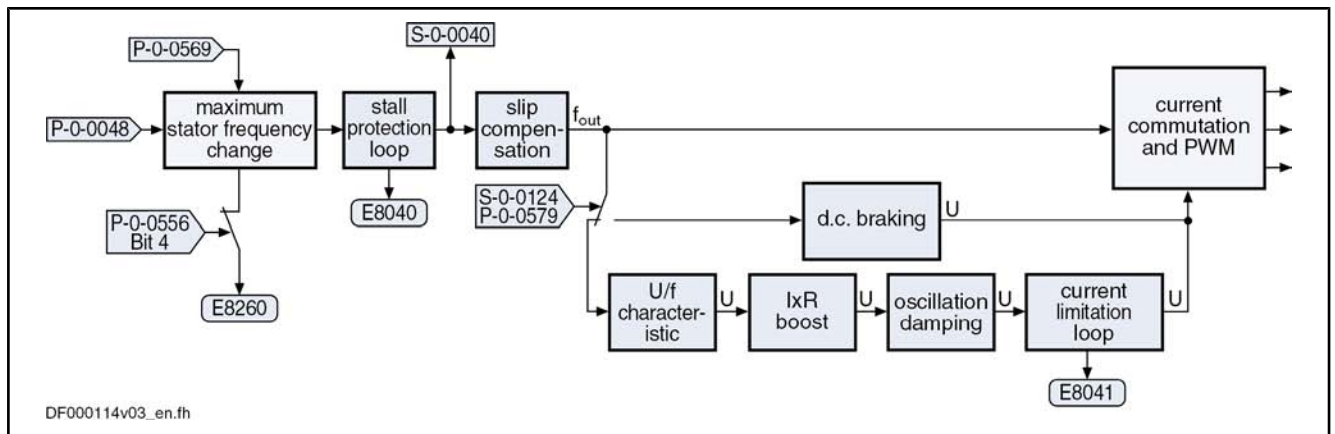 S-0-0040
P-0-0569
maximum
stator frequency
change
stall
protection
loop
slip
compen-
sation
fout
current
commutation
and PWM
P-0-0048
P-0-0556
Bit 4
E8040
S-0-0124
P-0-0579
d.c. braking
U
E8260
U/f
character-
istic
U
IxR
boost
U
oscillation
damping
U
current
limitation
loop
U
E8041
DF000114v03_en.fh